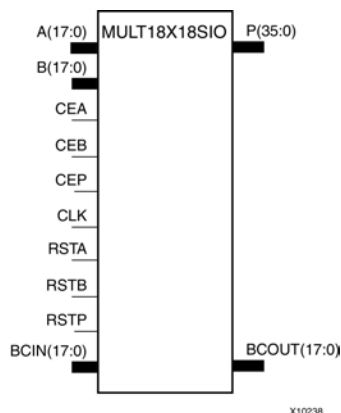 A(17:0) MULT18X18SIO P(35:0)
B(17:0)
CEA
CEB
CEP
CLK
RSTA
RSTB
RSTP
BCIN(17:0) BCOUT(17:0)
X10238